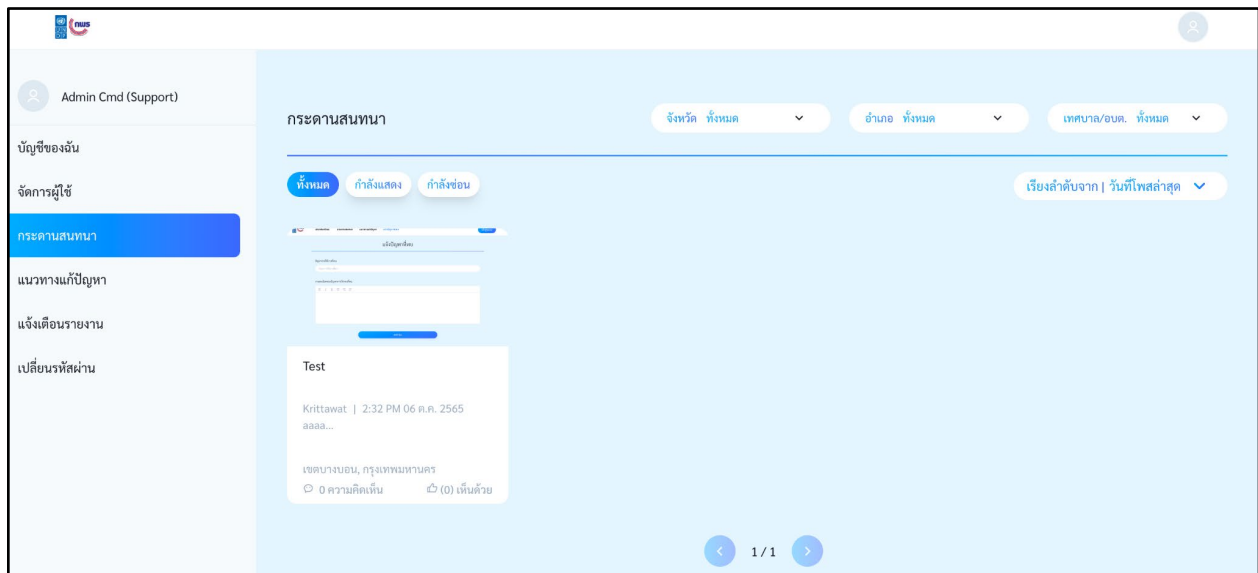 กพส
Admin Cmd (Support)
บัญชีของฉัน
จัดการผู้ใช้
กระดานสนทนา
แนวทางแก้ปัญหา
แจ้งเตือนรายงาน
เปลี่ยนรหัสผ่าน
กระดานสนทนา
จังหวัด ทั้งหมด
อำเภอ ทั้งหมด
เทศบาล/อบต. ทั้งหมด
ทั้งหมด
กำลังแสดง
กำลังซ่อน
เรียงลำดับจาก | วันที่โพสล่าสุด
Test
Krittawat | 2:32 PM 06 ต.ค. 2565
aaaa...
เขตบางบอน, กรุงเทพมหานคร
0 ความคิดเห็น
(0) เห็นด้วย
1 / 1